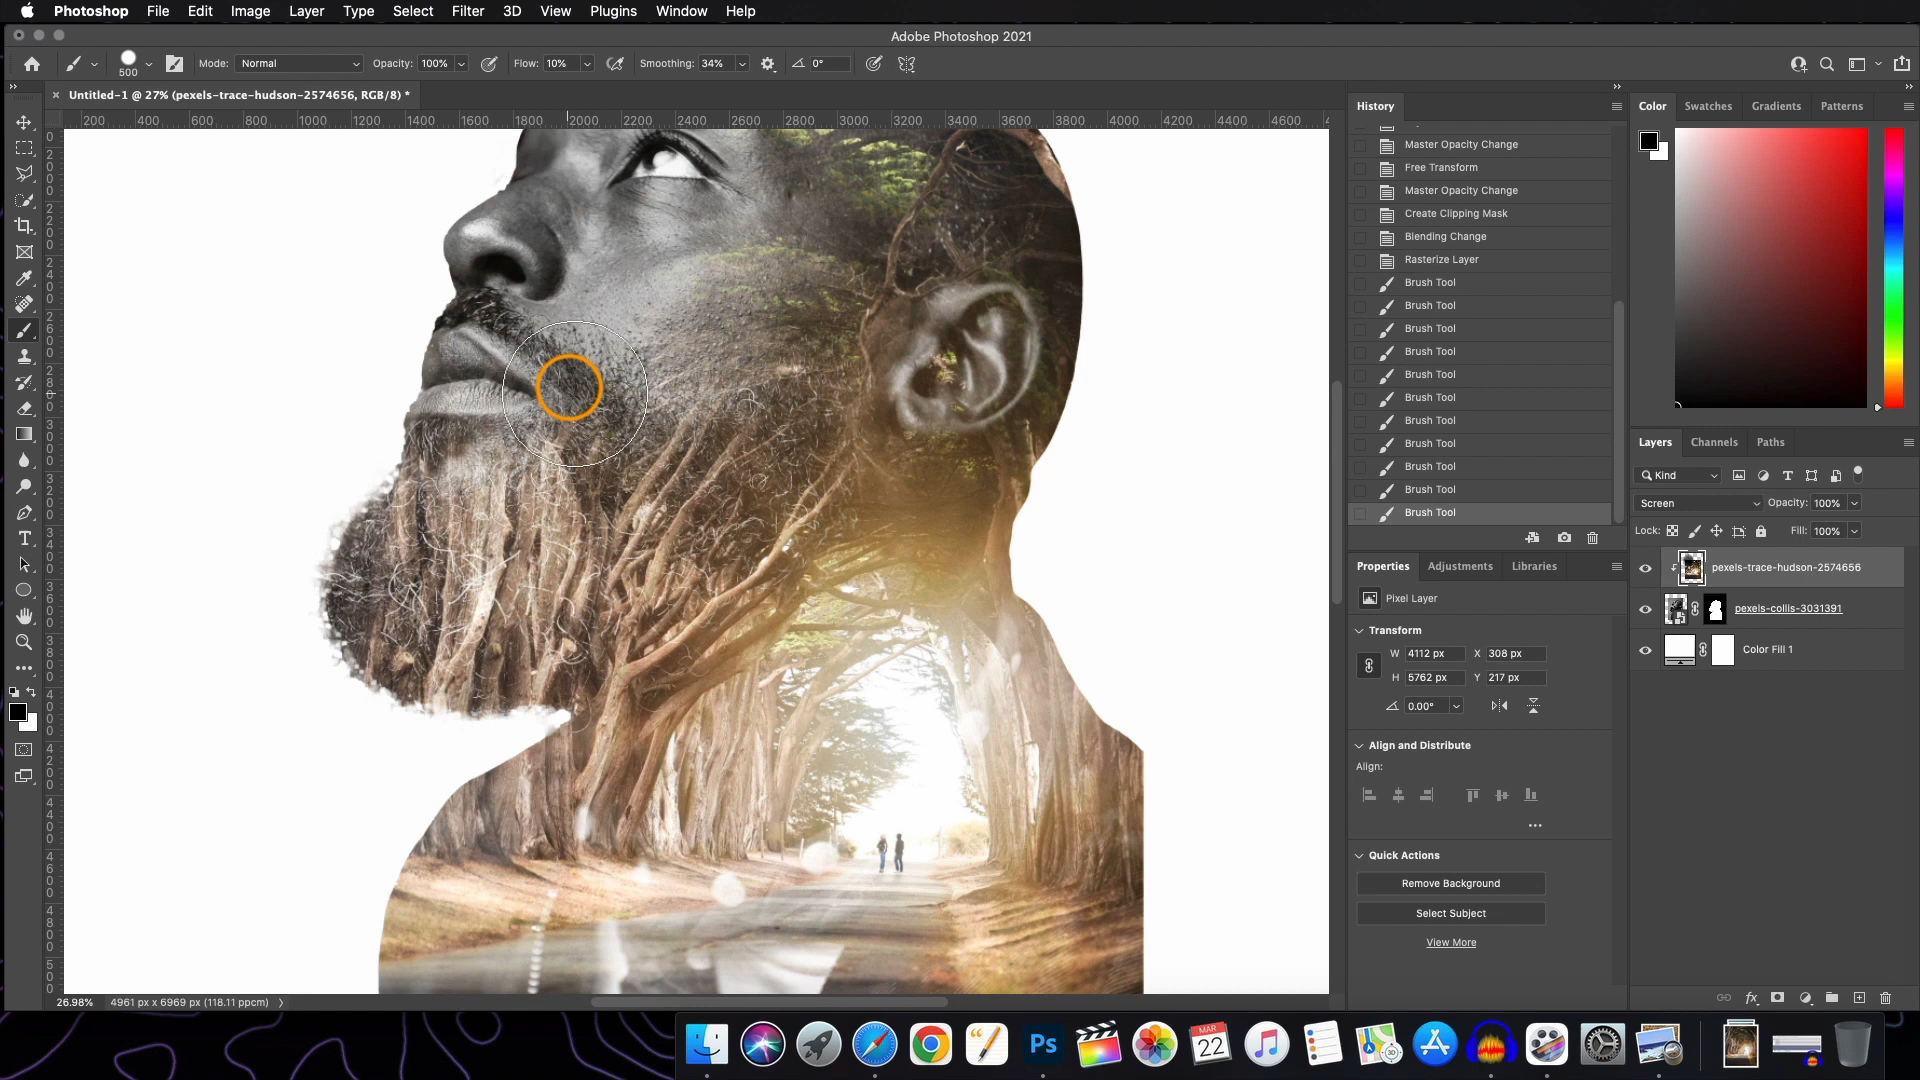 Photoshop File Edit Image Layer Type Select Filter 3D View Plugins Window Help
Adobe Photoshop 2021
500 Mode: Normal Opacity: 100% Flow: 10% Smoothing: 34% 0°
Untitled-1 @ 27% (pexels-trace-hudson-2574656, RGB/8) *
200 400 600 800 1000 1200 1400 1600 1800 2000 2200 2400 2600 2800 3000 3200 3400 3600 3800 4000 4200 4400 4600
History
Master Opacity Change
Free Transform
Master Opacity Change
Create Clipping Mask
Blending Change
Rasterize Layer
Brush Tool
Brush Tool
Brush Tool
Brush Tool
Brush Tool
Brush Tool
Brush Tool
Brush Tool
Brush Tool
Brush Tool
Brush Tool
Properties Adjustments Libraries
Pixel Layer
Transform
W 4112 px X 308 px
H 5762 px Y 217 px
0.00°
Align and Distribute
Align:
Quick Actions
Remove Background
Select Subject
View More
Color Swatches Gradients Patterns
Layers Channels Paths
Kind
Screen Opacity: 100%
Lock: Fill: 100%
pexels-trace-hudson-2574656
pexels-collis-3031391
Color Fill 1
fx
26.98% 4961 px x 6969 px (118.11 ppcm)
Ps
MAR
22